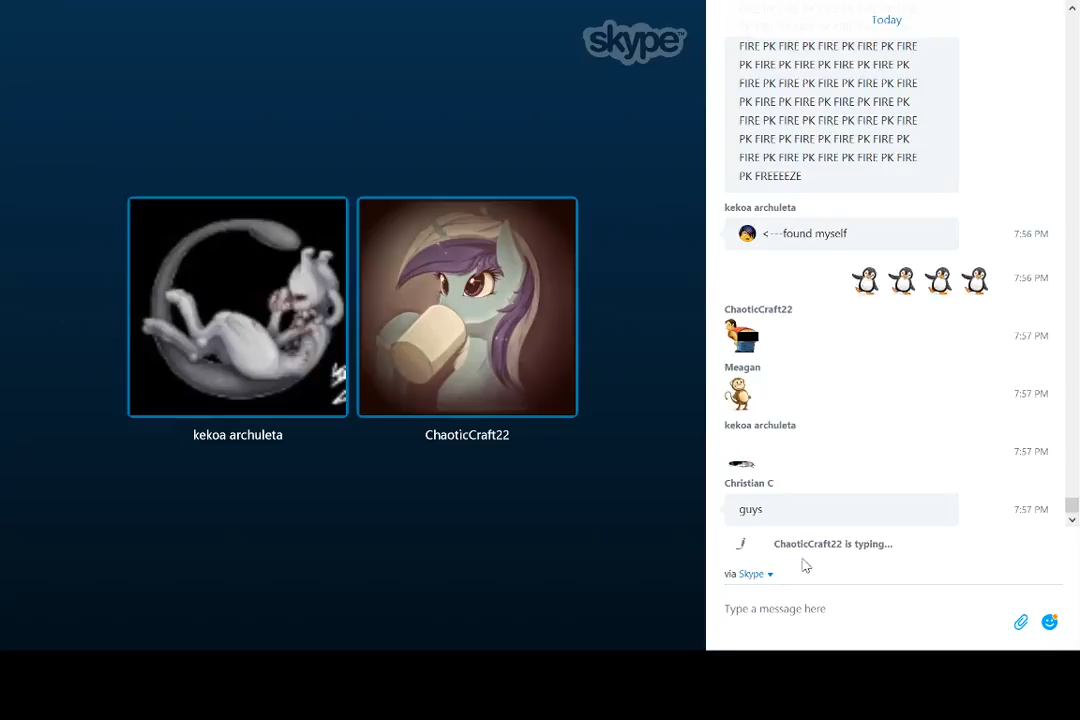 skype
Today
FIRE PK FIRE PK FIRE PK FIRE PK FIRE
PK FIRE PK FIRE PK FIRE PK FIRE PK
FIRE PK FIRE PK FIRE PK FIRE PK FIRE
PK FIRE PK FIRE PK FIRE PK FIRE PK
FIRE PK FIRE PK FIRE PK FIRE PK FIRE
PK FIRE PK FIRE PK FIRE PK FIRE PK
FIRE PK FIRE PK FIRE PK FIRE PK FIRE
PK FREEEEZE
kekoa archuleta
<---found myself 7:56 PM
7:56 PM
ChaoticCraft22
7:57 PM
Meagan
7:57 PM
kekoa archuleta
7:57 PM
Christian C
guys 7:57 PM
ChaoticCraft22 is typing...
via Skype
Type a message here
kekoa archuleta
ChaoticCraft22